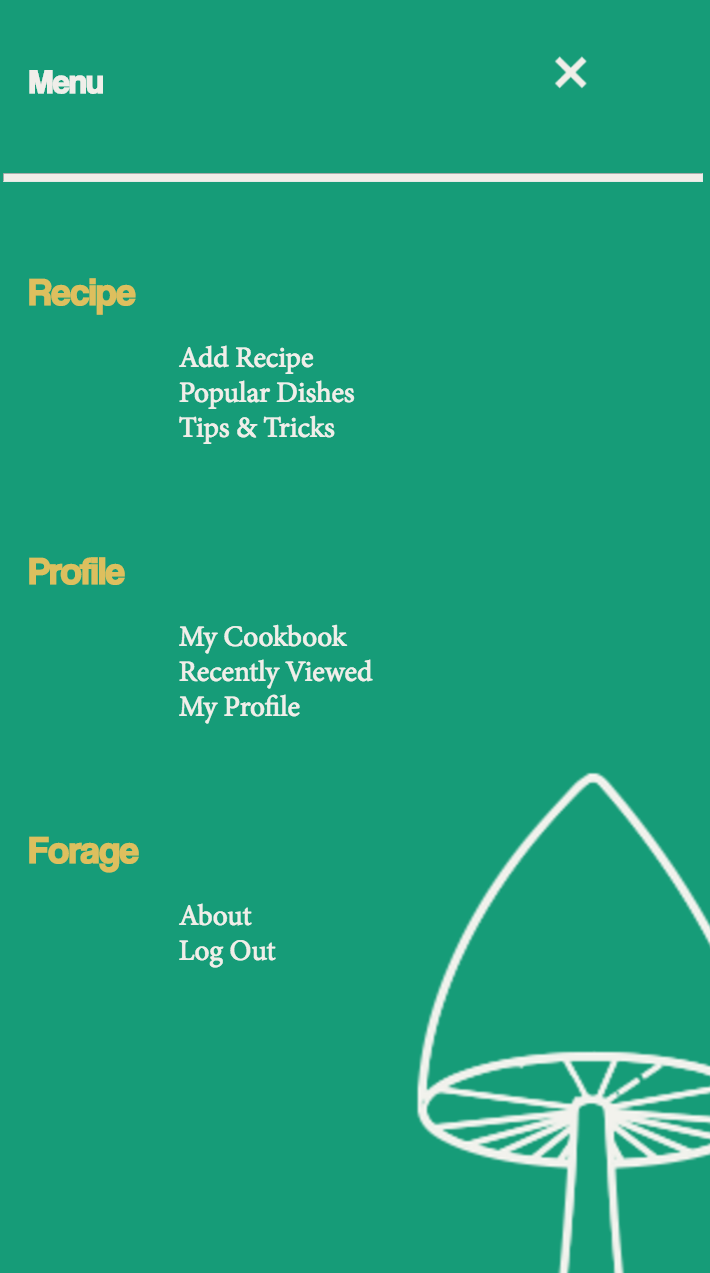 Menu
Recipe
Add Recipe
Popular Dishes
Tips & Tricks
Profile
My Cookbook
Recently Viewed
My Profile
Forage
About
Log Out